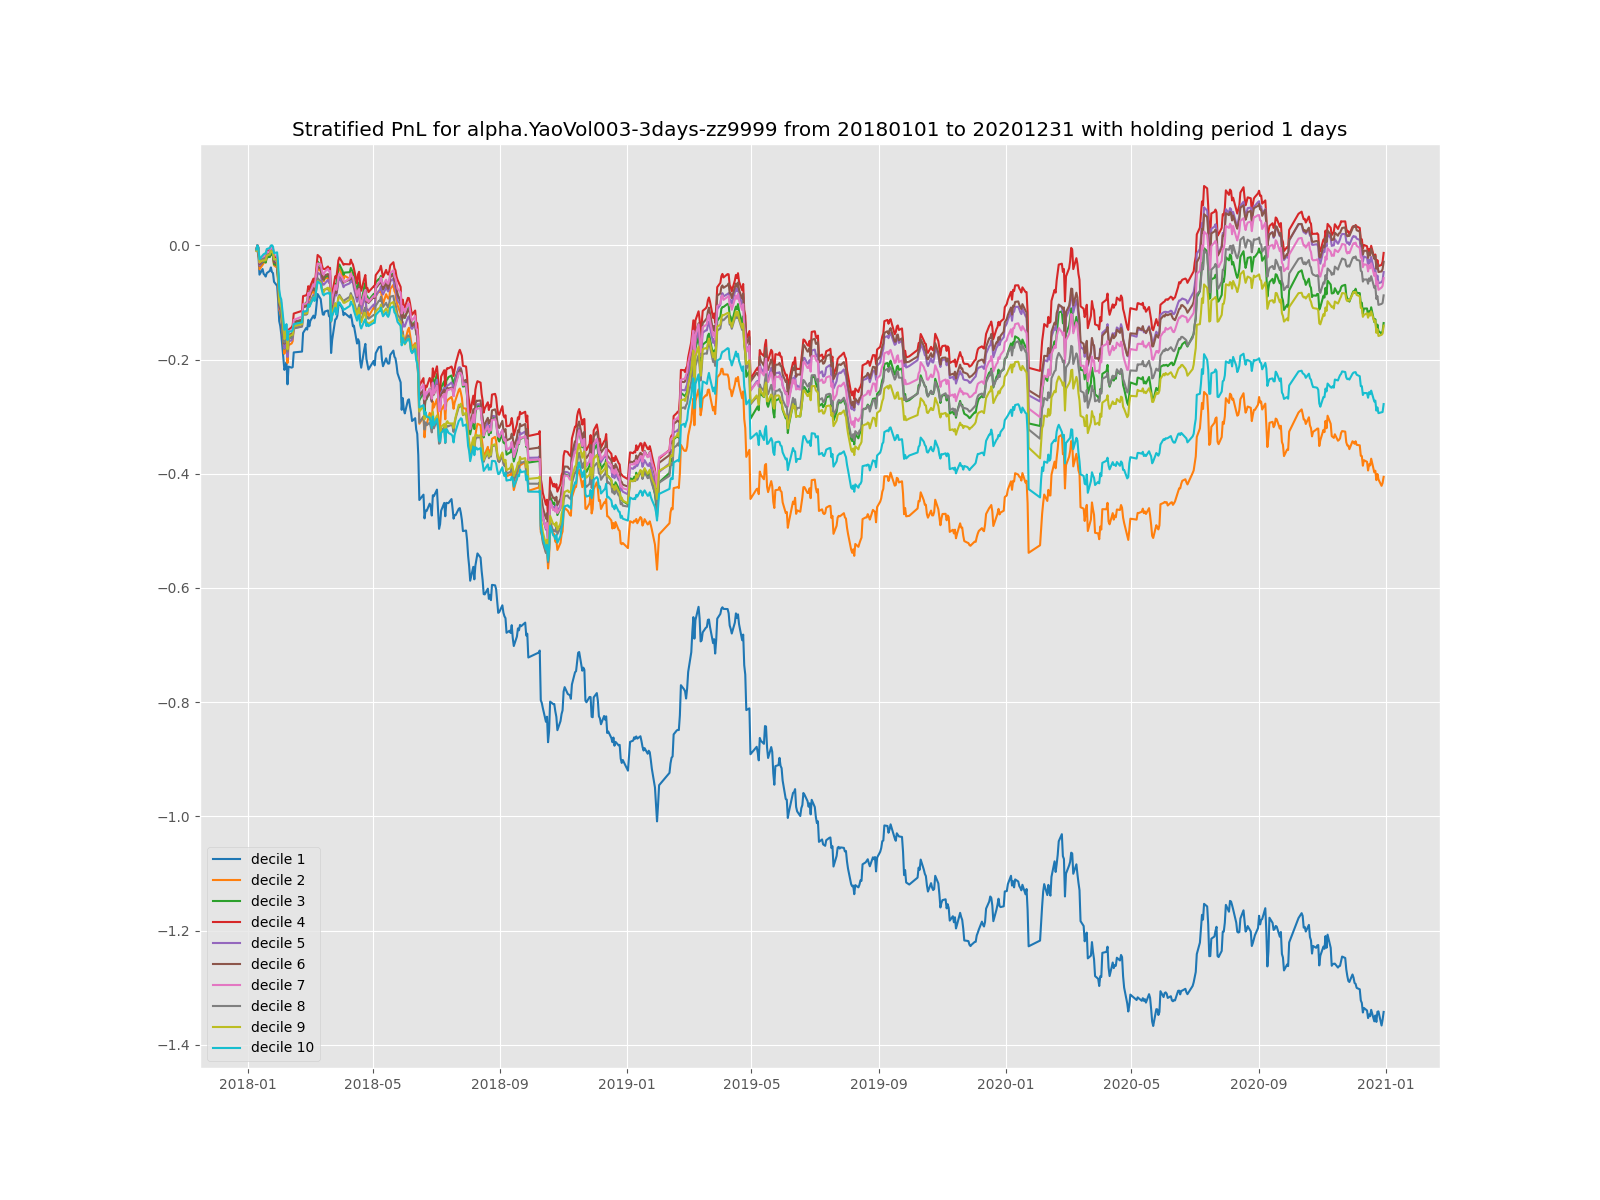 Stratified PnL for alpha.YaoVol003-3days-zz9999 from 20180101 to 20201231 with holding period 1 days
0.0
−0.2
−0.4
−0.6
−0.8
−1.0
−1.2
−1.4
decile 1
decile 2
decile 3
decile 4
decile 5
decile 6
decile 7
decile 8
decile 9
decile 10
2018-01 2018-05 2018-09 2019-01 2019-05 2019-09 2020-01 2020-05 2020-09 2021-01